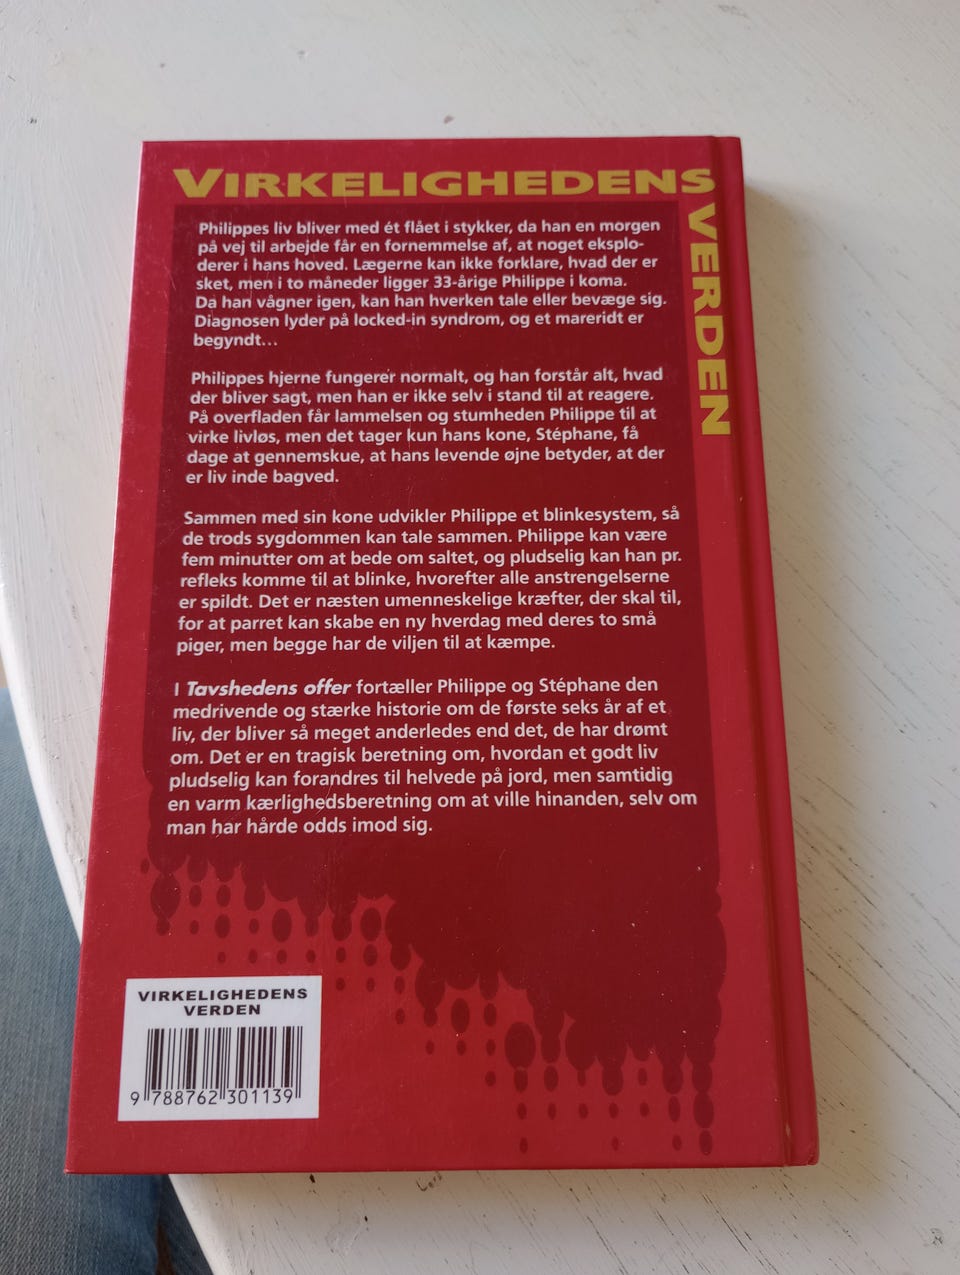 VIRKELIGHEDENS
VERDEN
Philippes liv bliver med ét flået i stykker, da han en morgen
på vej til arbejde får en fornemmelse af, at noget eksplo-
derer i hans hoved. Lægerne kan ikke forklare, hvad der er
sket, men i to måneder ligger 33-årige Philippe i koma.
Da han vågner igen, kan han hverken tale eller bevæge sig.
Diagnosen lyder på locked-in syndrom, og et mareridt er
begyndt...
Philippes hjerne fungerer normalt, og han forstår alt, hvad
der bliver sagt, men han er ikke selv i stand til at reagere.
På overfladen får lammelsen og stumheden Philippe til at
virke livløs, men det tager kun hans kone, Stéphane, få
dage at gennemskue, at hans levende øjne betyder, at der
er liv inde bagved.
Sammen med sin kone udvikler Philippe et blinkesystem, så
de trods sygdommen kan tale sammen. Philippe kan være
fem minutter om at bede om saltet, og pludselig kan han pr.
refleks komme til at blinke, hvorefter alle anstrengelserne
er spildt. Det er næsten umenneskelige kræfter, der skal til,
for at parret kan skabe en ny hverdag med deres to små
piger, men begge har de viljen til at kæmpe.
I Tavshedens offer fortæller Philippe og Stéphane den
medrivende og stærke historie om de første seks år af et
liv, der bliver så meget anderledes end det, de har drømt
om. Det er en tragisk beretning om, hvordan et godt liv
pludselig kan forandres til helvede på jord, men samtidig
en varm kærlighedsberetning om at ville hinanden, selv om
man har hårde odds imod sig.
VIRKELIGHEDENS
VERDEN
9 788762 301139